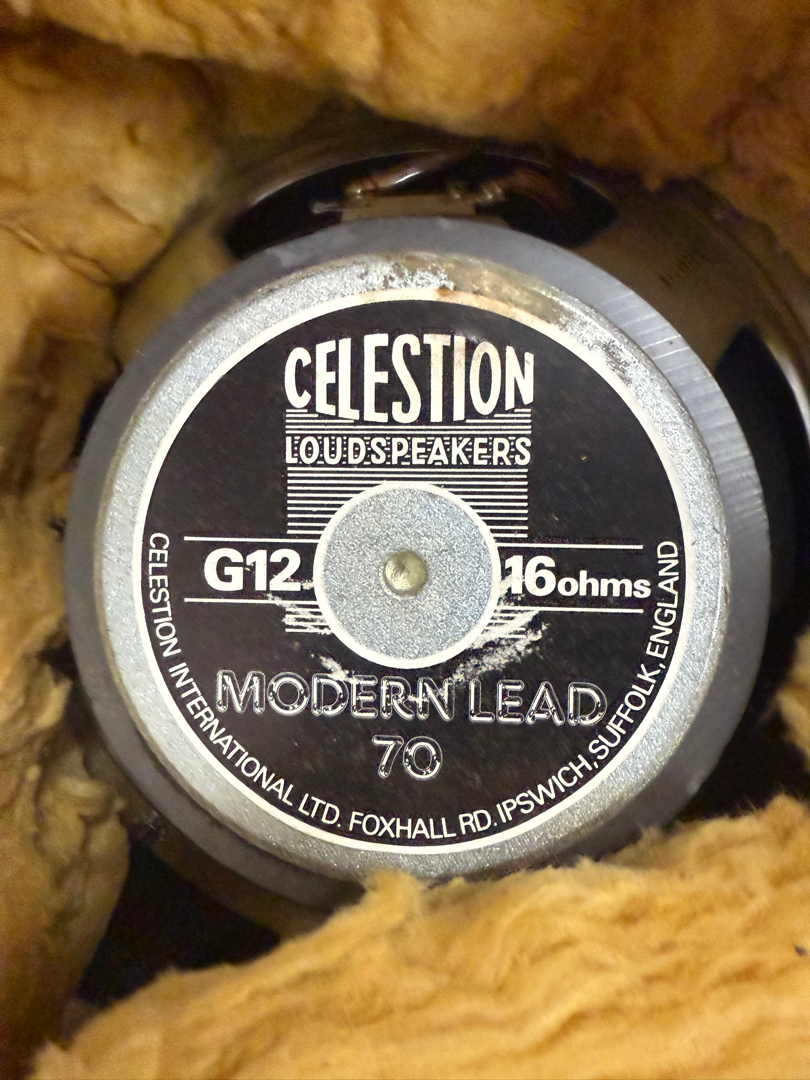 CELESTION
LOUDSPEAKERS
G12 16ohms
MODERN LEAD
70
CELESTION INTERNATIONAL LTD. FOXHALL RD. IPSWICH, SUFFOLK, ENGLAND